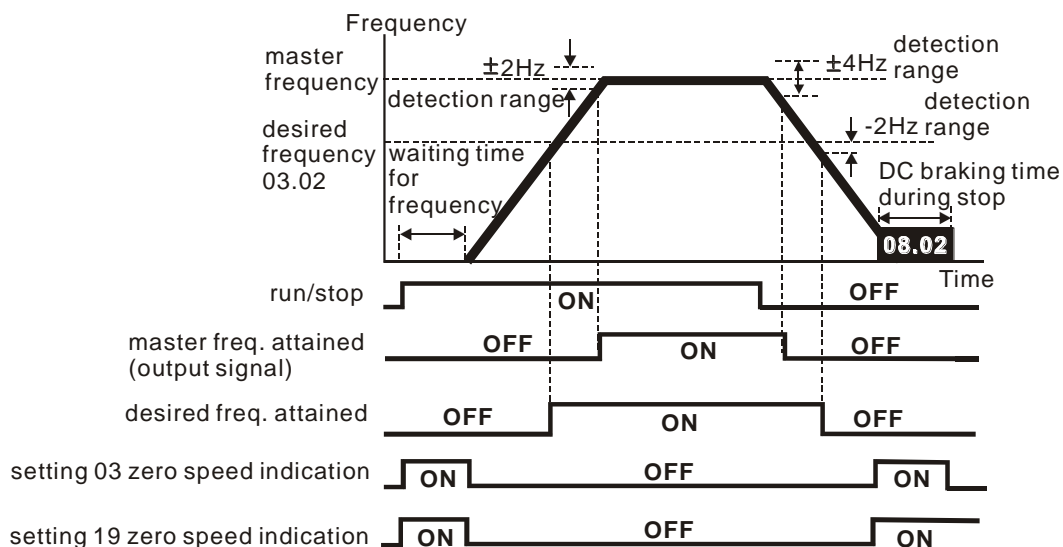 Frequency
master
frequency
±2Hz
detection range
±4Hz
detection
range
desired
frequency
03.02
waiting time
for
frequency
-2Hz
detection
range
DC braking time
during stop
08.02
Time
run/stop
ON
OFF
master freq. attained
(output signal)
OFF
ON
OFF
desired freq. attained
OFF
ON
OFF
setting 03 zero speed indication
ON
OFF
ON
setting 19 zero speed indication
ON
OFF
ON